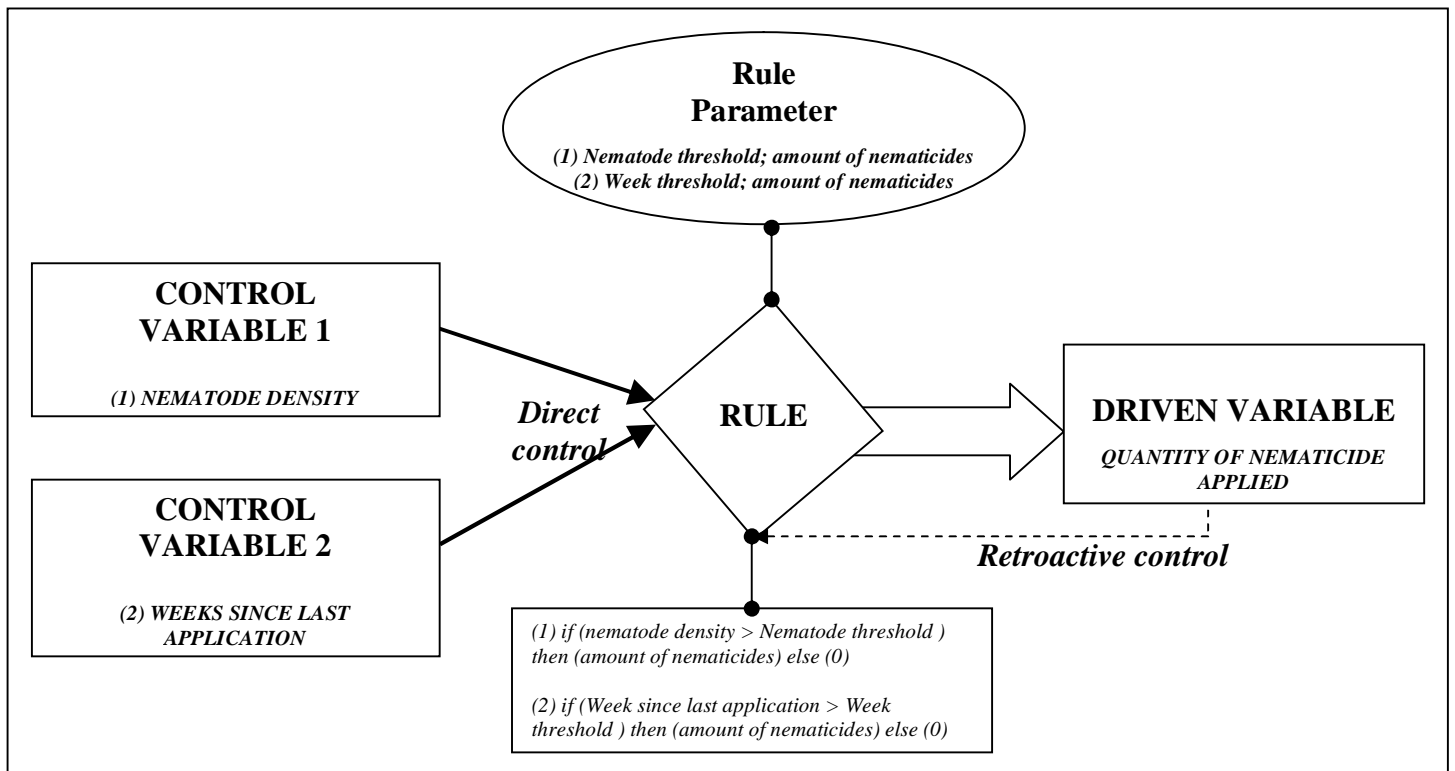 Rule
Parameter
(1) Nematode threshold; amount of nematicides
(2) Week threshold; amount of nematicides
CONTROL
VARIABLE 1
(1) NEMATODE DENSITY
Direct
control
RULE
DRIVEN VARIABLE
QUANTITY OF NEMATICIDE
APPLIED
CONTROL
VARIABLE 2
(2) WEEKS SINCE LAST
APPLICATION
Retroactive control
(1) if (nematode density > Nematode threshold )
then (amount of nematicides) else (0)
(2) if (Week since last application > Week
threshold ) then (amount of nematicides) else (0)